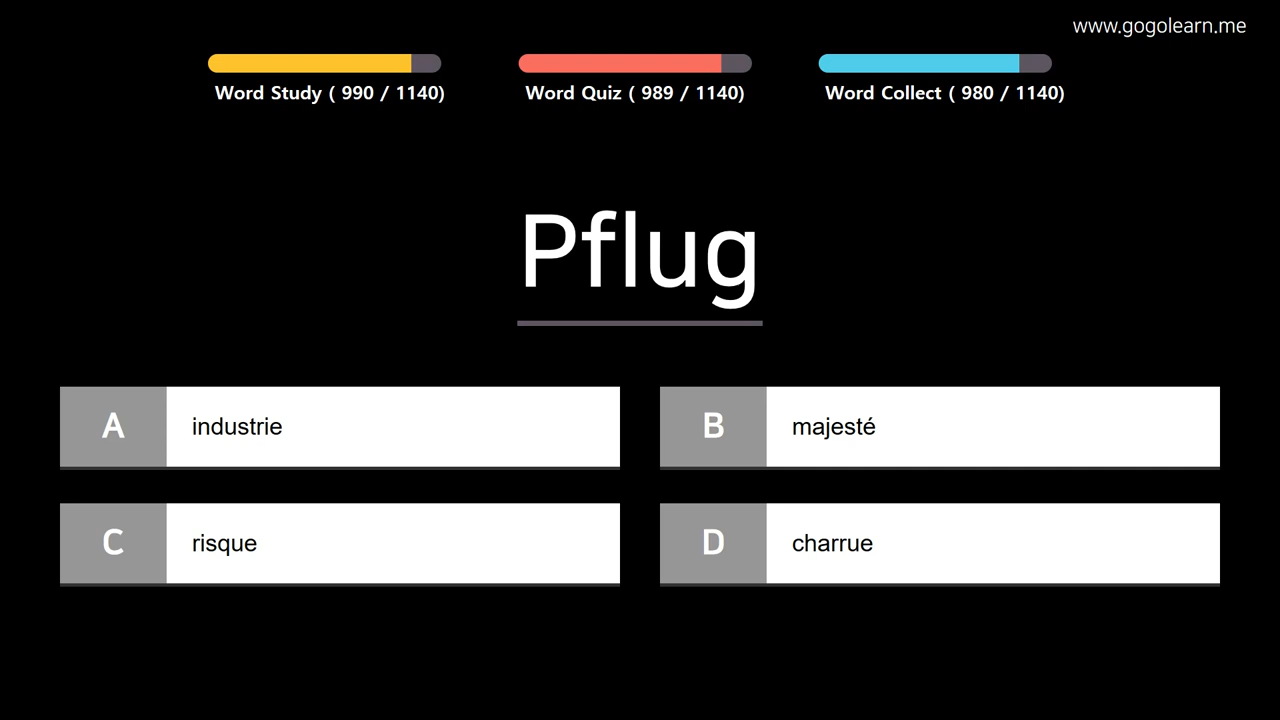 www.gogolearn.me
Word Study ( 990 / 1140)
Word Quiz ( 989 / 1140)
Word Collect ( 980 / 1140)
Pflug
A industrie
B majesté
C risque
D charrue